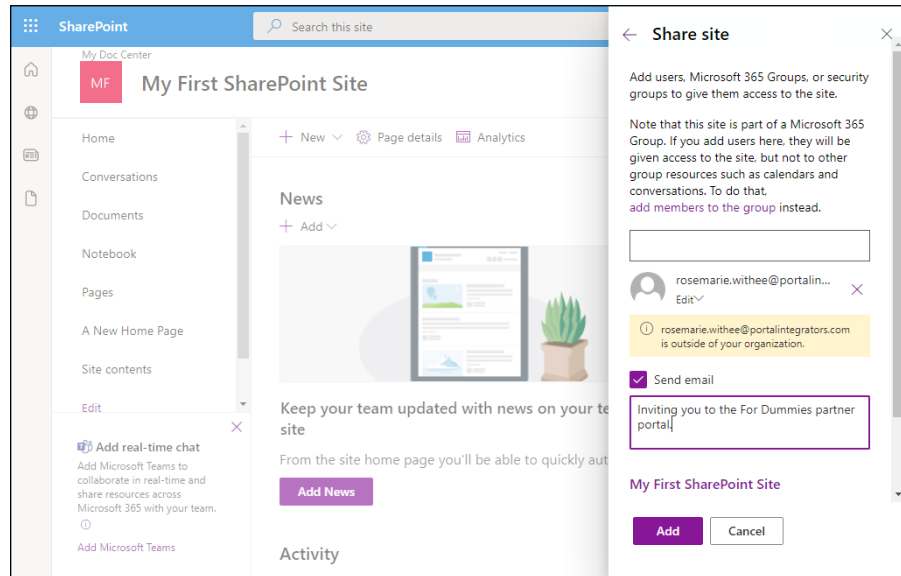 SharePoint
Search this site
My Doc Center
MF
My First SharePoint Site
Home
Conversations
Documents
Notebook
Pages
A New Home Page
Site contents
Edit
Add real-time chat
Add Microsoft Teams to
collaborate in real-time and
share resources across
Microsoft 365 with your team.
Add Microsoft Teams
New
Page details
Analytics
News
Add
Keep your team updated with news on your te
site
From the site home page you'll be able to quickly aut
Add News
Activity
Share site
Add users, Microsoft 365 Groups, or security
groups to give them access to the site.
Note that this site is part of a Microsoft 365
Group. If you add users here, they will be
given access to the site, but not to other
group resources such as calendars and
conversations. To do that,
add members to the group instead.
rosemarie.withee@portalin...
Edit
rosemarie.withee@portalintegrators.com
is outside of your organization.
Send email
Inviting you to the For Dummies partner
portal.
My First SharePoint Site
Add
Cancel